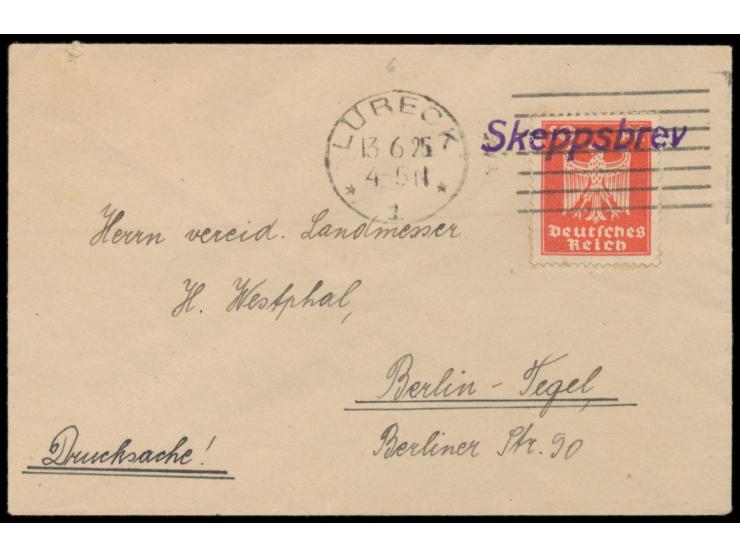 6
LÜBECK
13.6.25
4-5 N
* *
1
Skeppsbrev
Deutsches
Reich
Herrn vereid. Landmesser
H. Westphal,
Berlin - Tegel,
Berliner Str. 90
Drucksache!